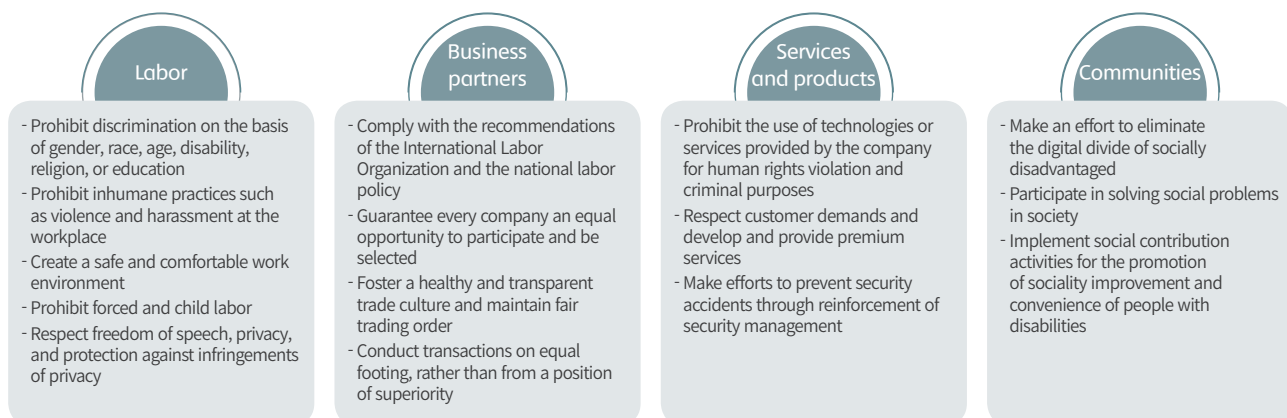 Labor
- Prohibit discrimination on the basis
of gender, race, age, disability,
religion, or education
- Prohibit inhumane practices such
as violence and harassment at the
workplace
- Create a safe and comfortable work
environment
- Prohibit forced and child labor
- Respect freedom of speech, privacy,
and protection against infringements
of privacy
Business
partners
- Comply with the recommendations
of the International Labor
Organization and the national labor
policy
- Guarantee every company an equal
opportunity to participate and be
selected
- Foster a healthy and transparent
trade culture and maintain fair
trading order
- Conduct transactions on equal
footing, rather than from a position
of superiority
Services
and products
- Prohibit the use of technologies or
services provided by the company
for human rights violation and
criminal purposes
- Respect customer demands and
develop and provide premium
services
- Make efforts to prevent security
accidents through reinforcement of
security management
Communities
- Make an effort to eliminate
the digital divide of socially
disadvantaged
- Participate in solving social problems
in society
- Implement social contribution
activities for the promotion
of sociality improvement and
convenience of people with
disabilities